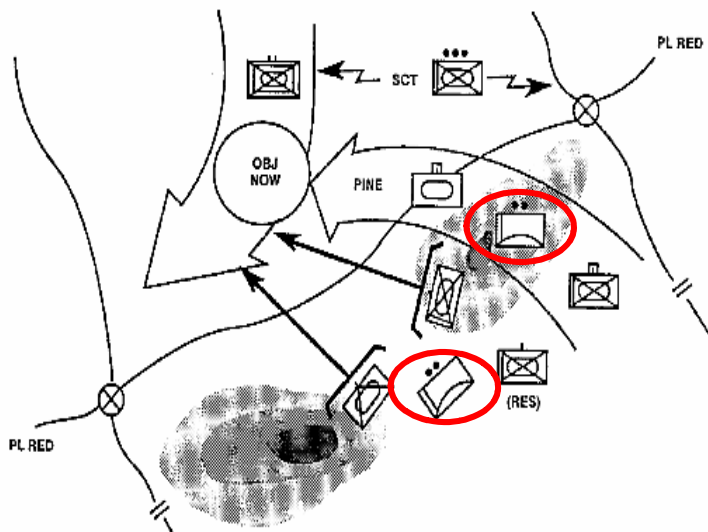 PL RED
SCT
OBJ
NOW
PINE
(RES)
PL RED